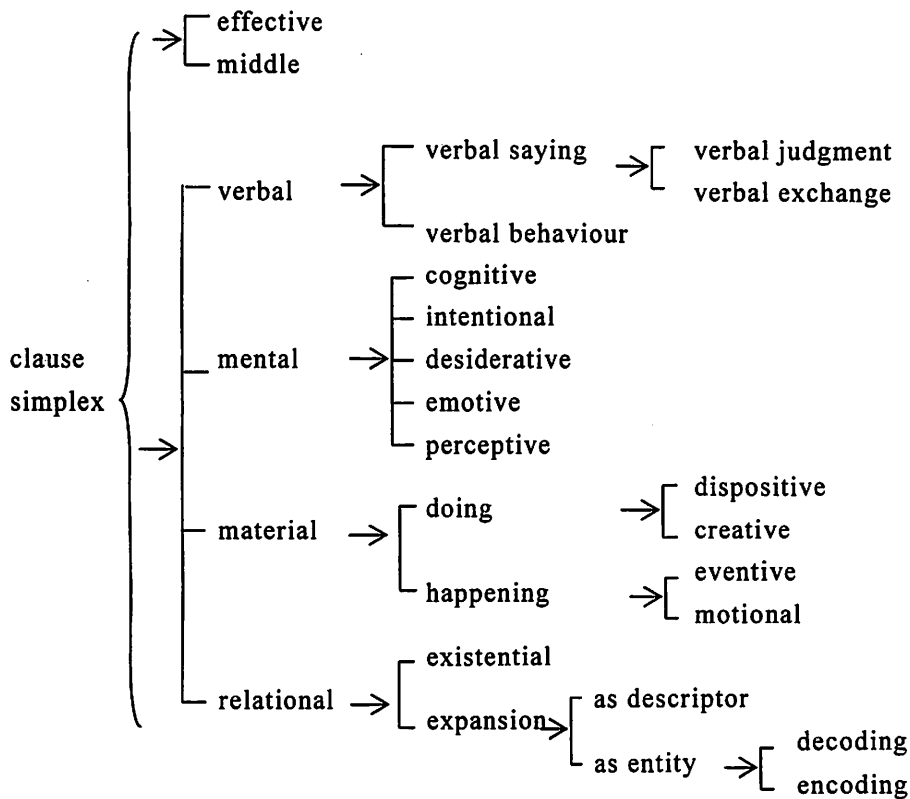 effective
middle
verbal saying
verbal judgment
verbal
verbal exchange
verbal behaviour
cognitive
intentional
clause
mental
desiderative
simplex
emotive
perceptive
dispositive
doing
material
creative
eventive
happening
motional
existential
relational
as descriptor
expansion
decoding
as entity
encoding